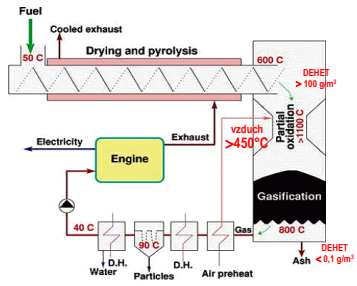 Fuel
Cooled exhaust
Drying and pyrolysis
50 C
600 C
DEHET
> 100 g/m³
Partial
oxidation
>1100 C
vzduch
>450°C
Electricity
Exhaust
Engine
Gasification
40 C
90 C
Gas
800 C
D.H.
Water
Particles
D.H.
Air preheat
Ash
DEHET
< 0,1 g/m³